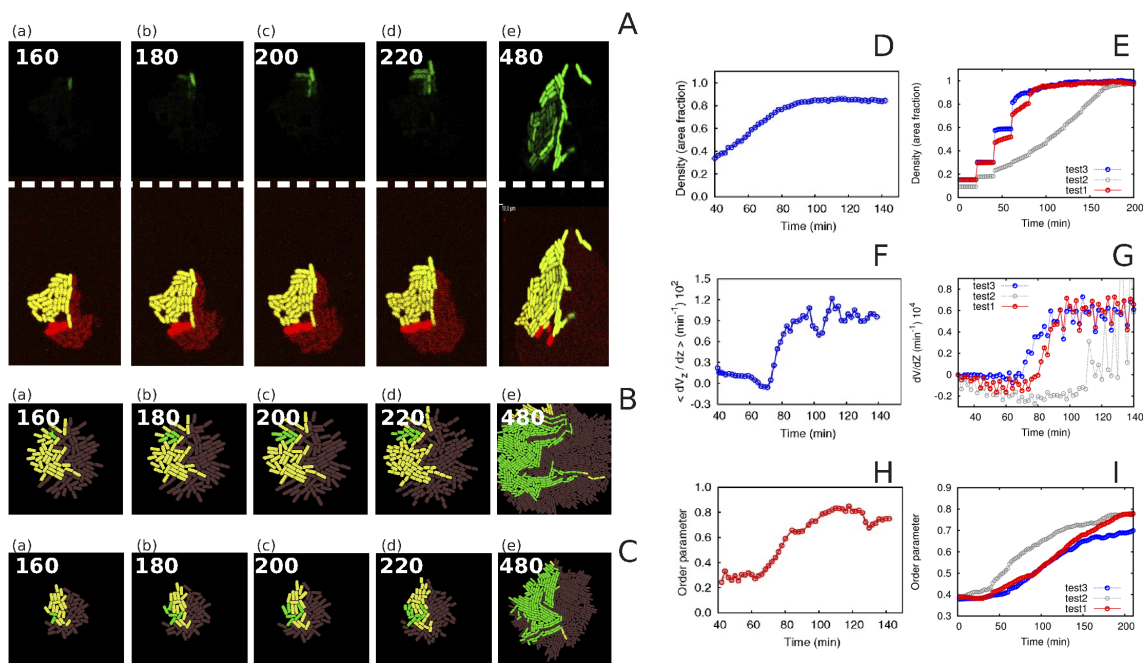 A
(a) (b) (c) (d) (e)
160 180 200 220 480
B
(a) (b) (c) (d) (e)
160 180 200 220 480
C
(a) (b) (c) (d) (e)
160 180 200 220 480
D
Density (area fraction)
1.0
0.8
0.6
0.4
0.2
0
40 60 80 100 120 140
Time (min)
E
Density (area fraction)
1
0.8
0.6
0.4
0.2
0
test3
test2
test1
0 50 100 150 200
Time (min)
F
< dVz / dz > (min⁻¹) 10²
1.5
1.2
0.9
0.6
0.3
0.0
-0.3
40 60 80 100 120 140
Time (min)
G
dV/dZ (min⁻¹) 10⁴
0.8
0.6
0.4
0.2
0
-0.2
test3
test2
test1
40 60 80 100 120 140
Time (min)
H
Order parameter
1.0
0.8
0.6
0.4
0.2
0.0
40 60 80 100 120 140
Time (min)
I
Order parameter
0.9
0.8
0.7
0.6
0.5
0.4
0.3
test3
test2
test1
0 50 100 150 200
Time (min)